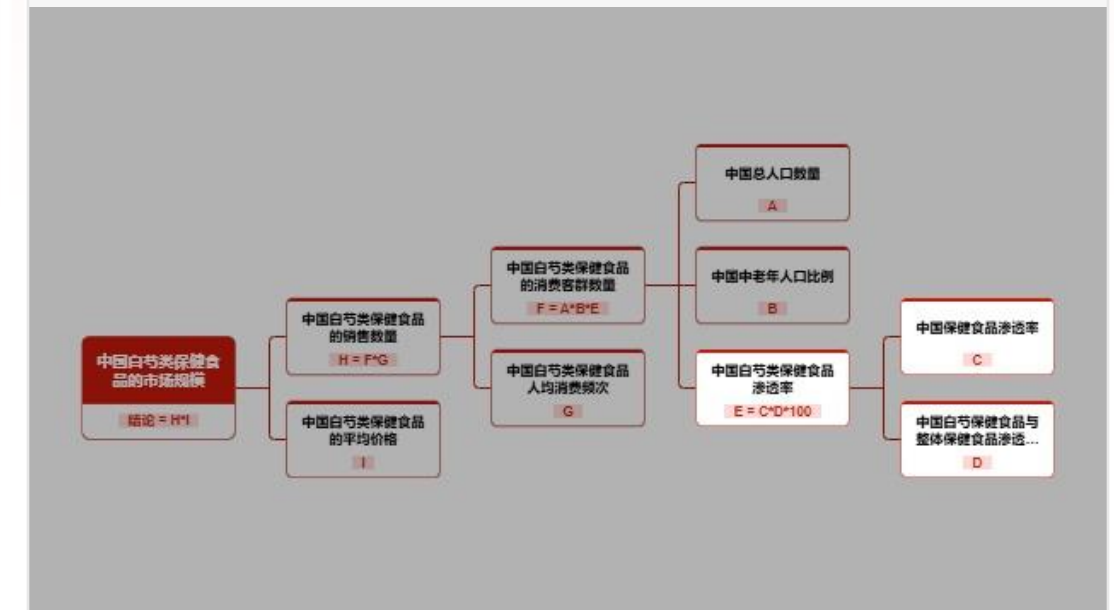 中国总人口数量
A
中国白芍类保健食品
的消费客群数量
F = A*B*E
中国中老年人口比例
B
中国白芍类保健食品
的销售数量
H = F*G
中国保健食品渗透率
C
中国白芍类保健食
品的市场规模
结论 = H*I
中国白芍类保健食品
人均消费频次
G
中国白芍类保健食品
渗透率
E = C*D*100
中国白芍类保健食品
的平均价格
I
中国白芍保健食品与
整体保健食品渗透...
D